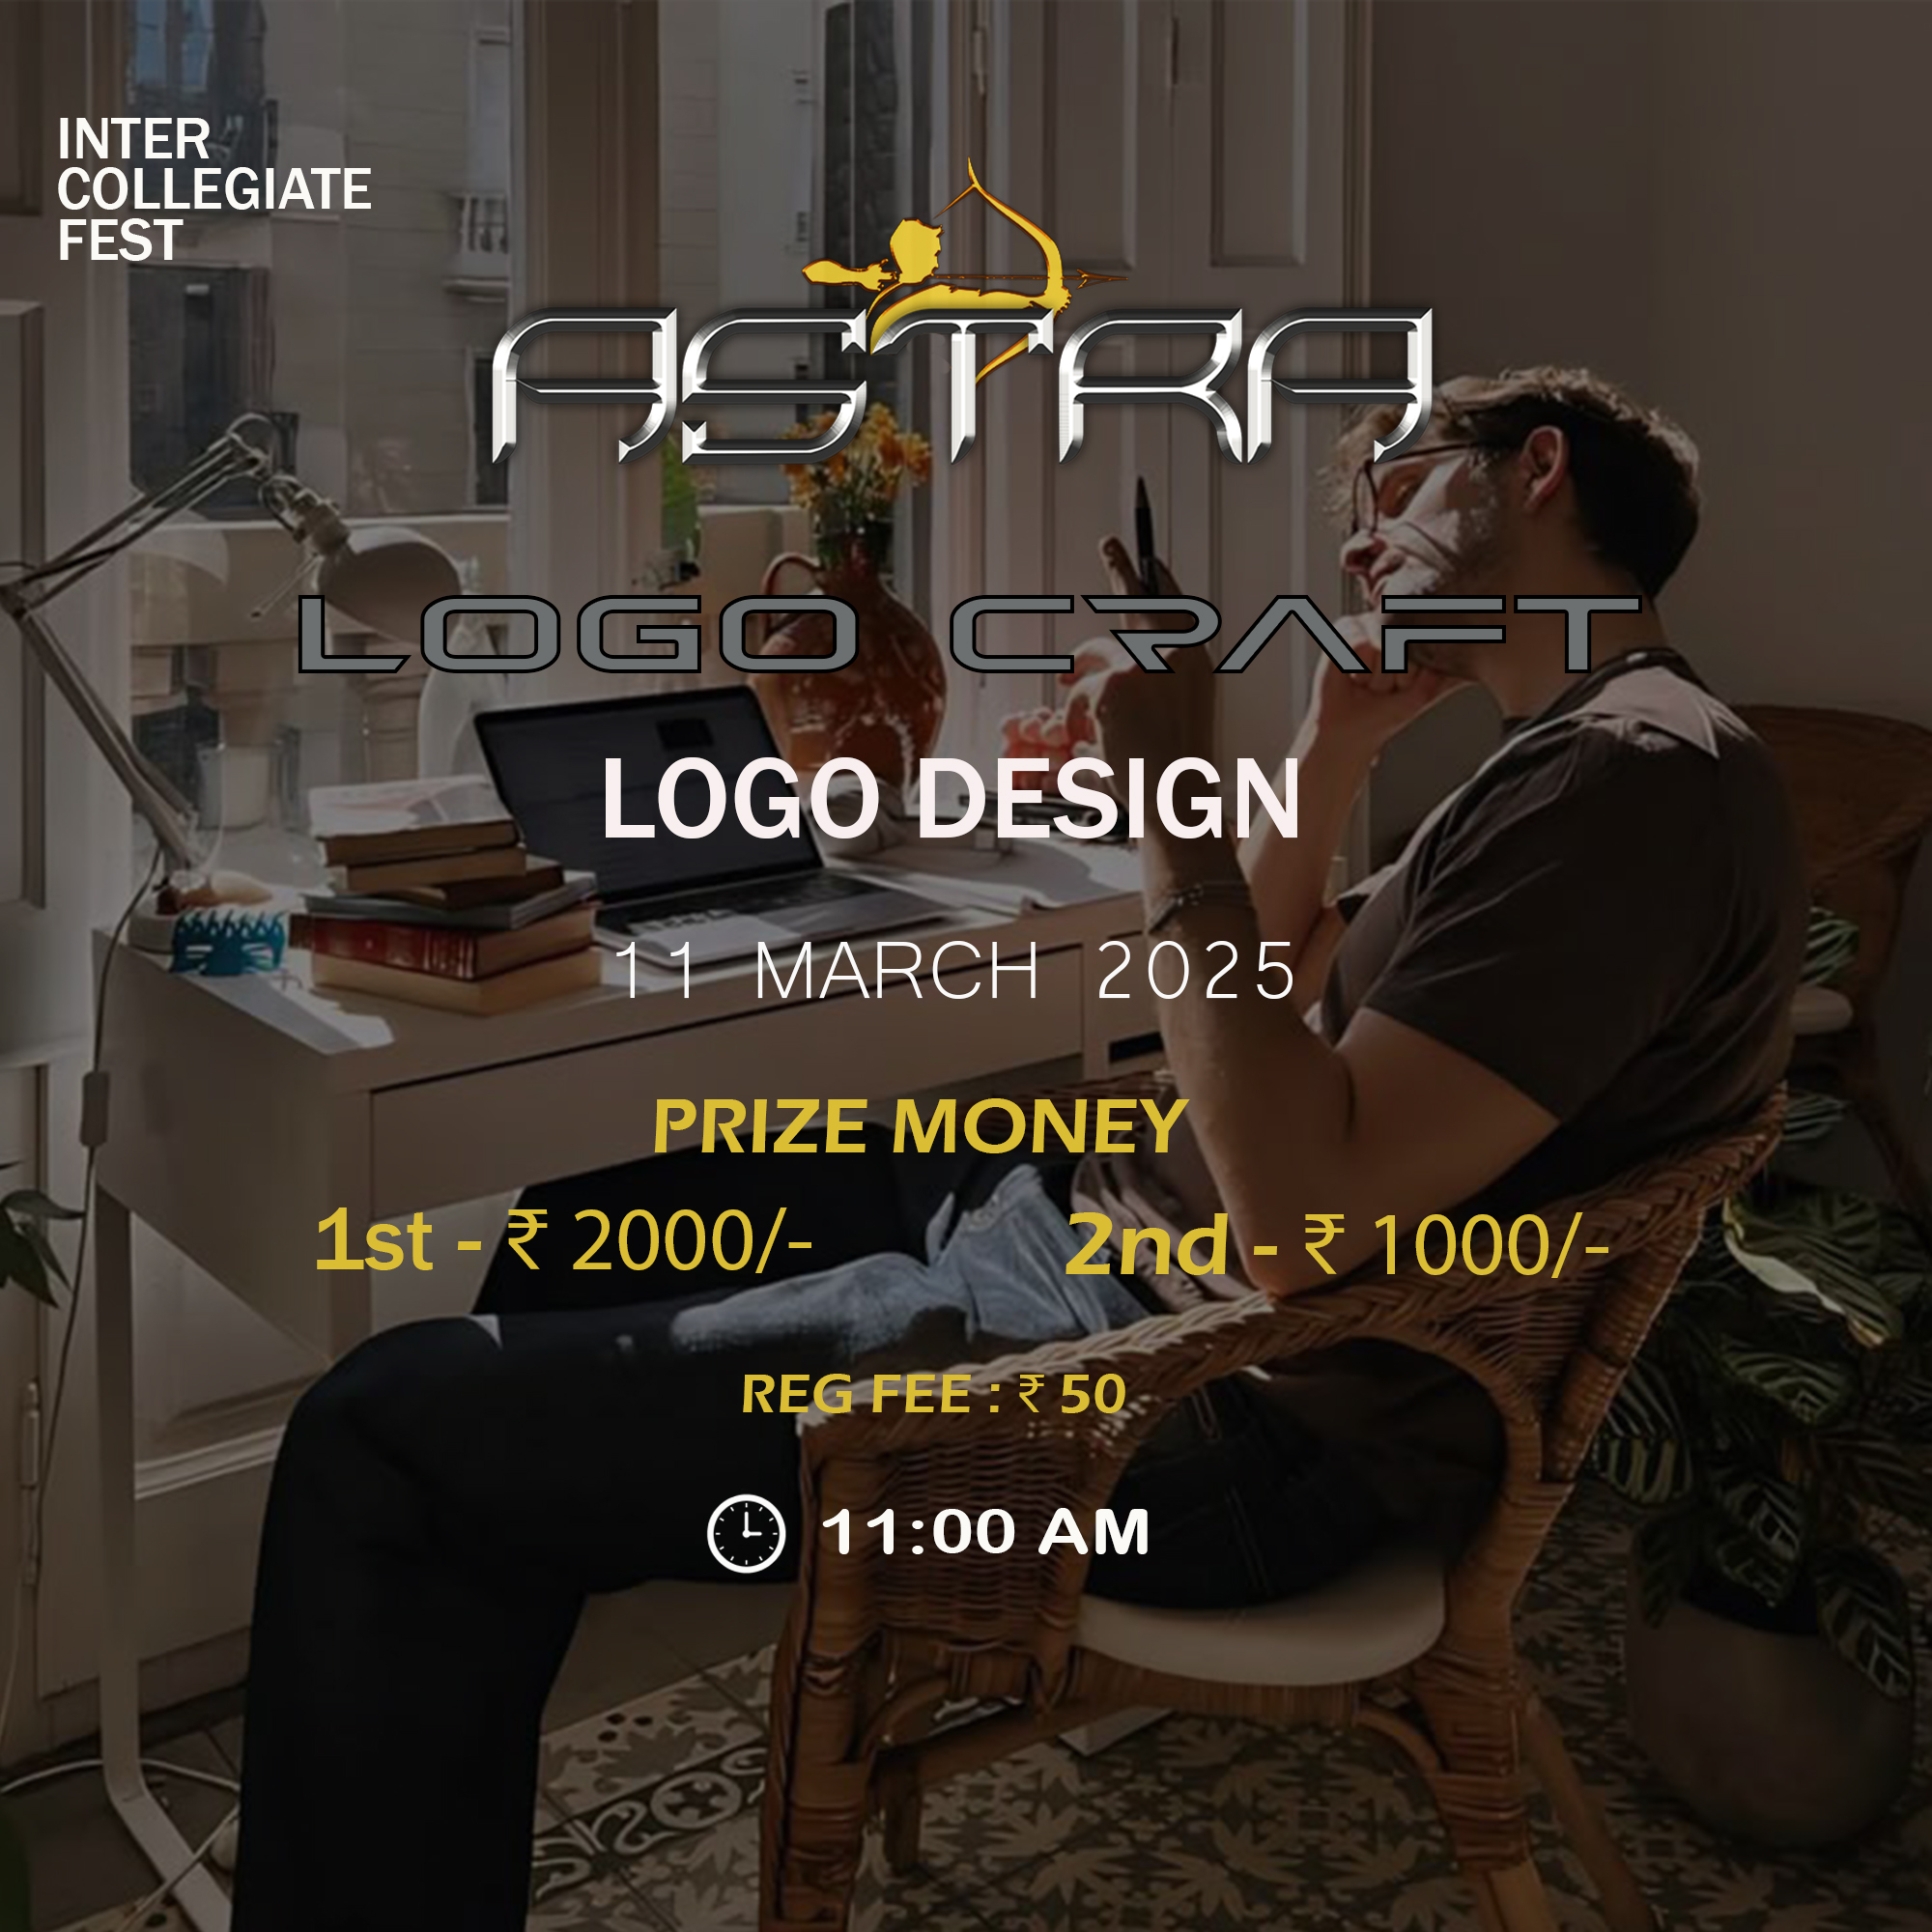 INTER
COLLEGIATE
FEST
ASTRA
LOGO CRAFT
LOGO DESIGN
11 MARCH 2025
PRIZE MONEY
1st - ₹ 2000/- 2nd - ₹ 1000/-
REG FEE : ₹ 50
11:00 AM